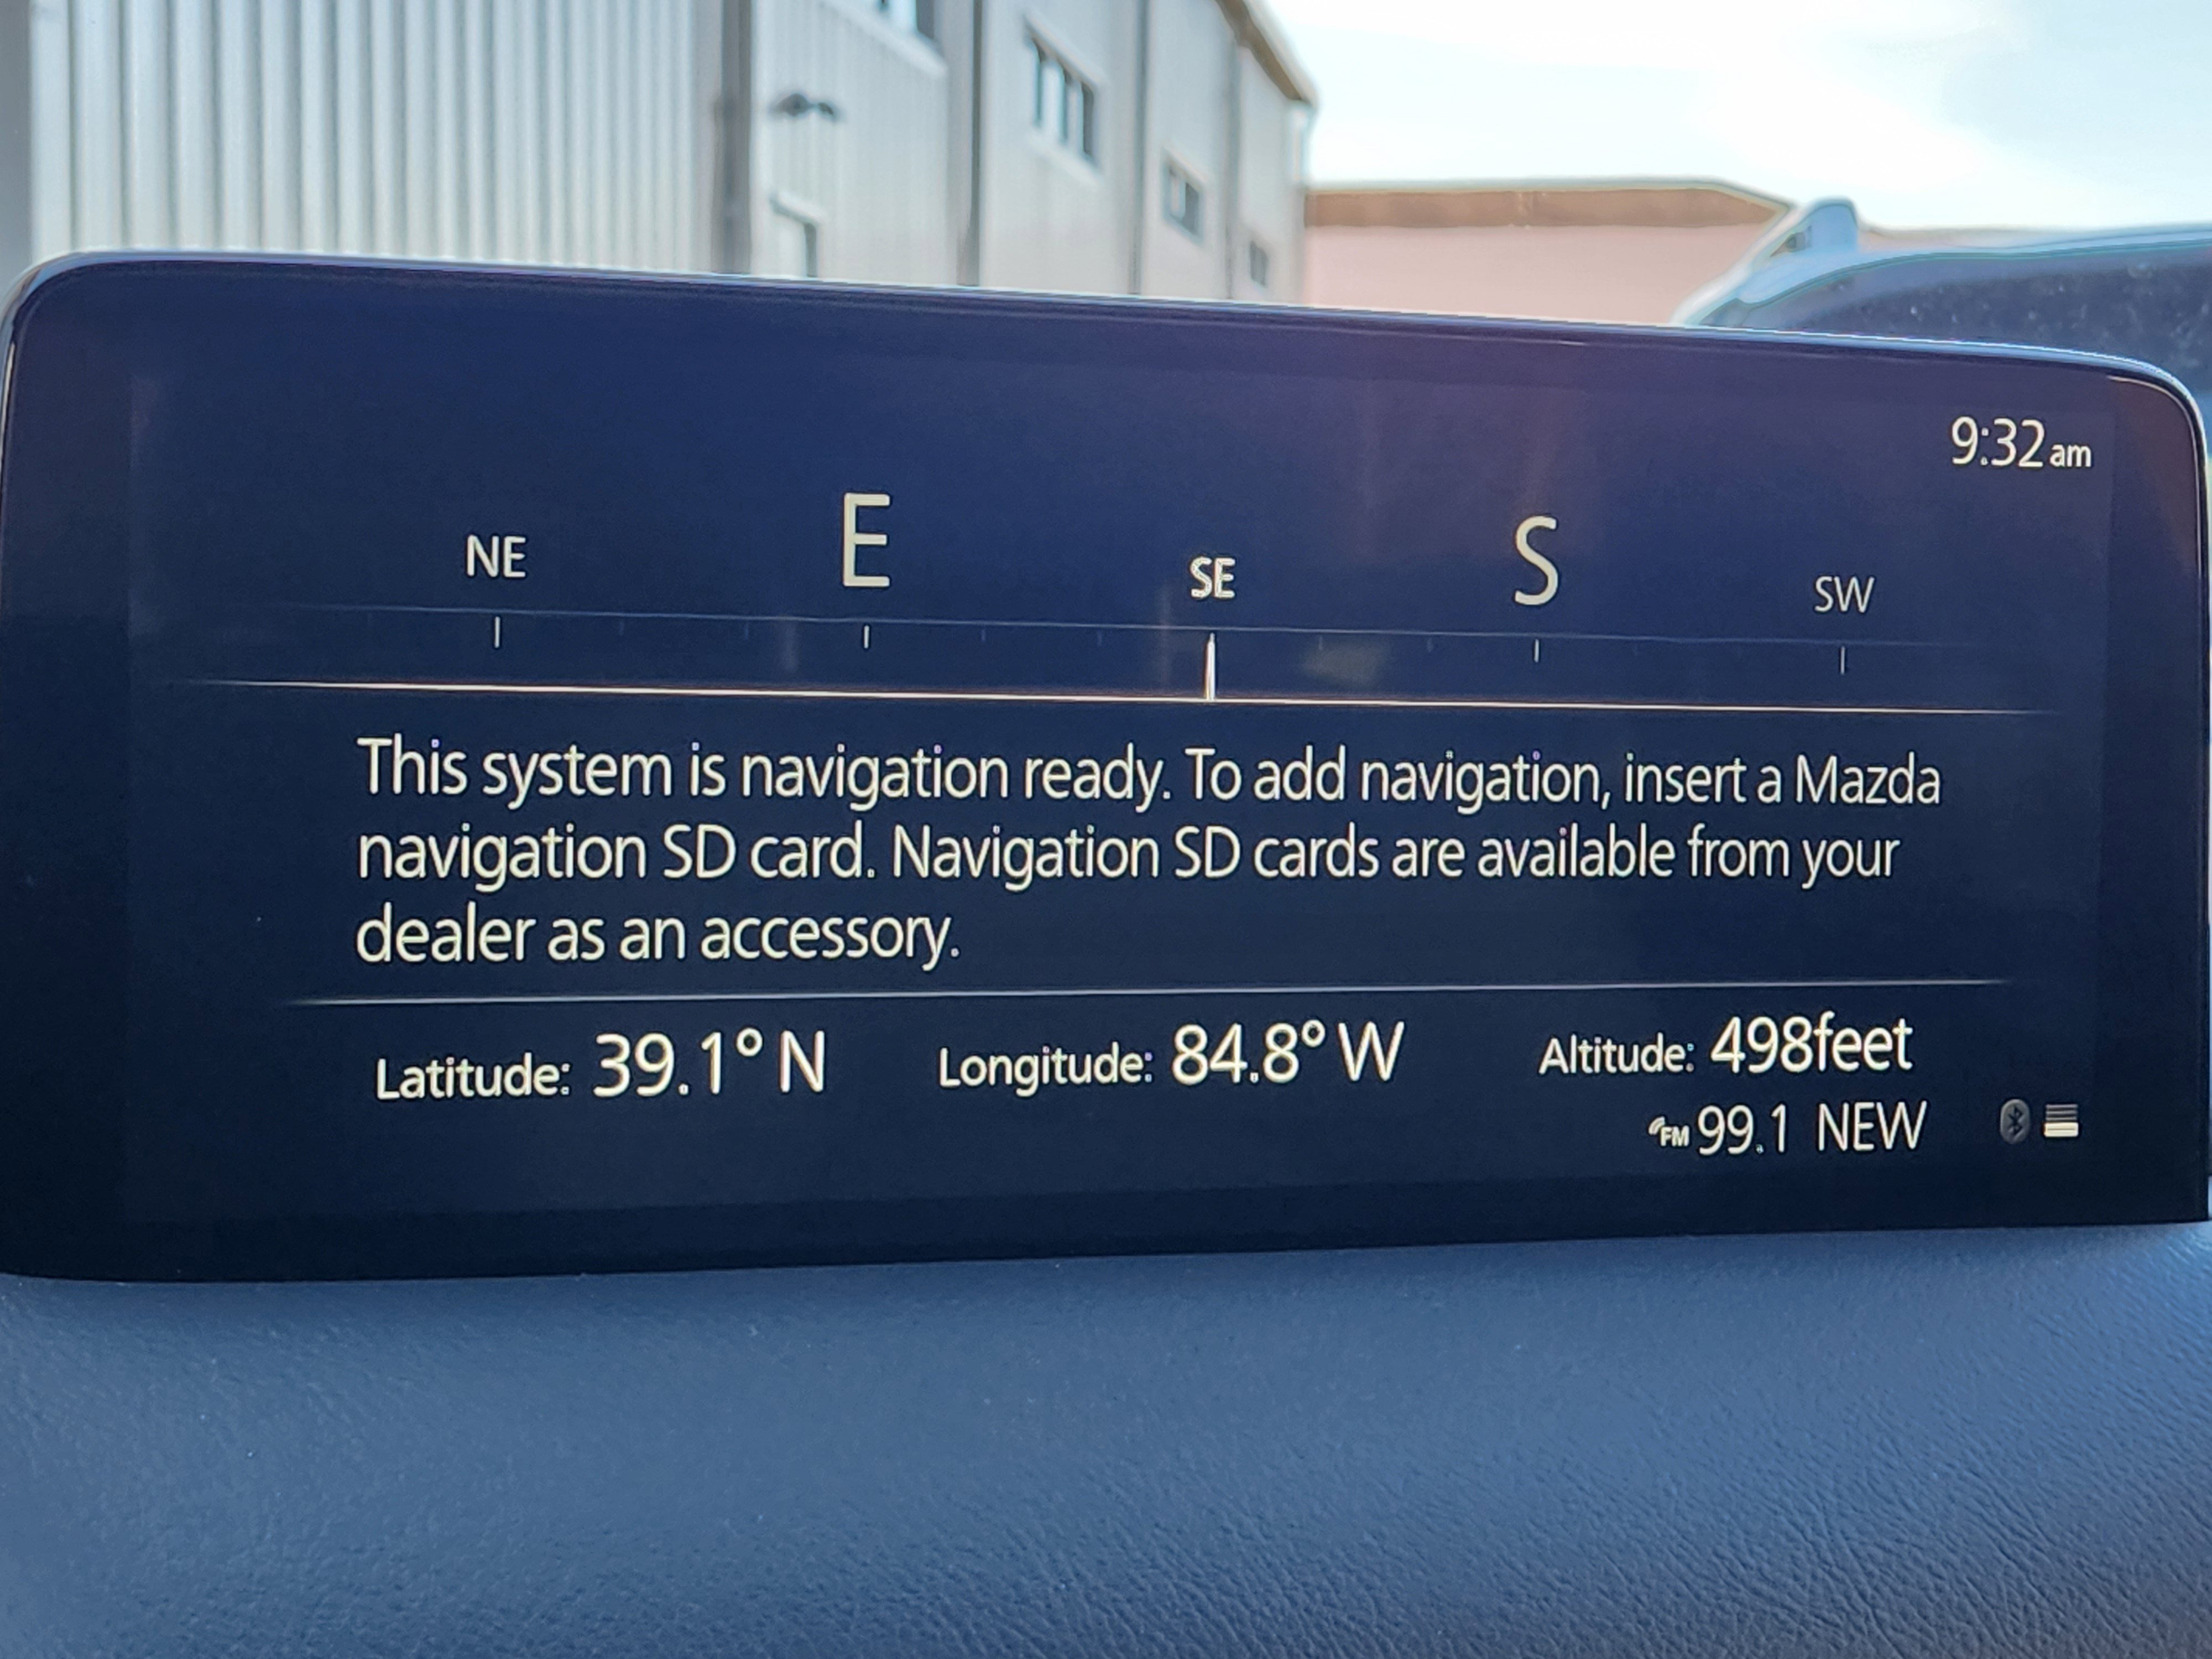 9:32am
NE E SE S SW
This system is navigation ready. To add navigation, insert a Mazda
navigation SD card. Navigation SD cards are available from your
dealer as an accessory.
Latitude: 39.1° N Longitude: 84.8° W Altitude: 498feet
FM 99.1 NEW